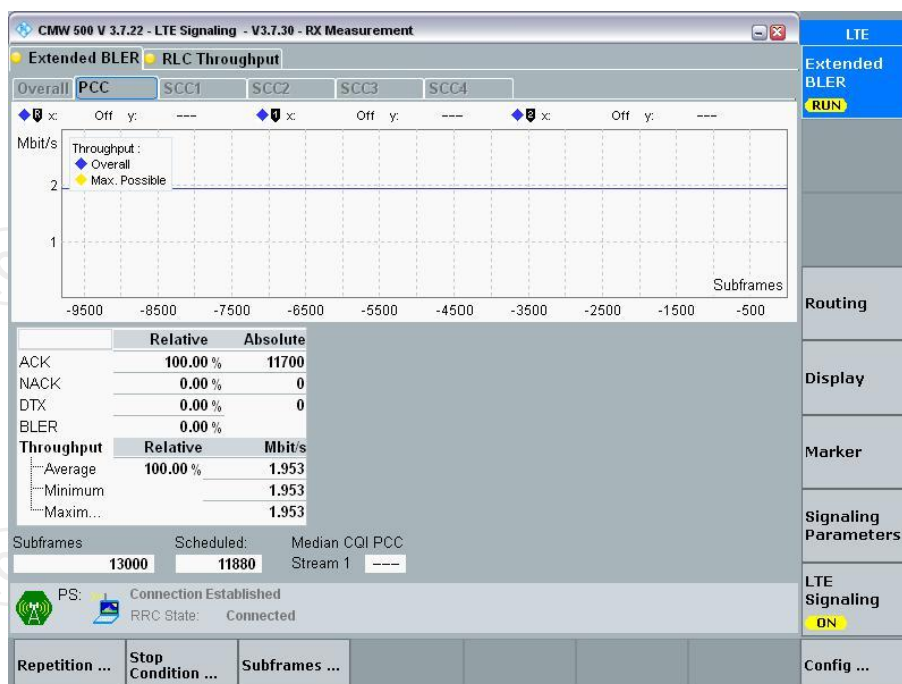 CMW 500 V 3.7.22 - LTE Signaling - V3.7.30 - RX Measurement
LTE
Extended BLER RLC Throughput
Extended
BLER
RUN
Overall PCC SCC1 SCC2 SCC3 SCC4
R x: Off y: --- 1 x: Off y: --- 2 x: Off y: ---
Mbit/s
Throughput :
Overall
Max. Possible
2
1
Subframes
-9500 -8500 -7500 -6500 -5500 -4500 -3500 -2500 -1500 -500
Routing
Relative Absolute
ACK 100.00 % 11700
NACK 0.00 % 0
DTX 0.00 % 0
BLER 0.00 %
Throughput Relative Mbit/s
Average 100.00 % 1.953
Minimum 1.953
Maxim... 1.953
Display
Marker
Signaling
Parameters
Subframes Scheduled: Median CQI PCC
13000 11880 Stream 1 ---
PS: Connection Established
RRC State: Connected
LTE
Signaling
ON
Repetition ... Stop Condition ... Subframes ... Config ...